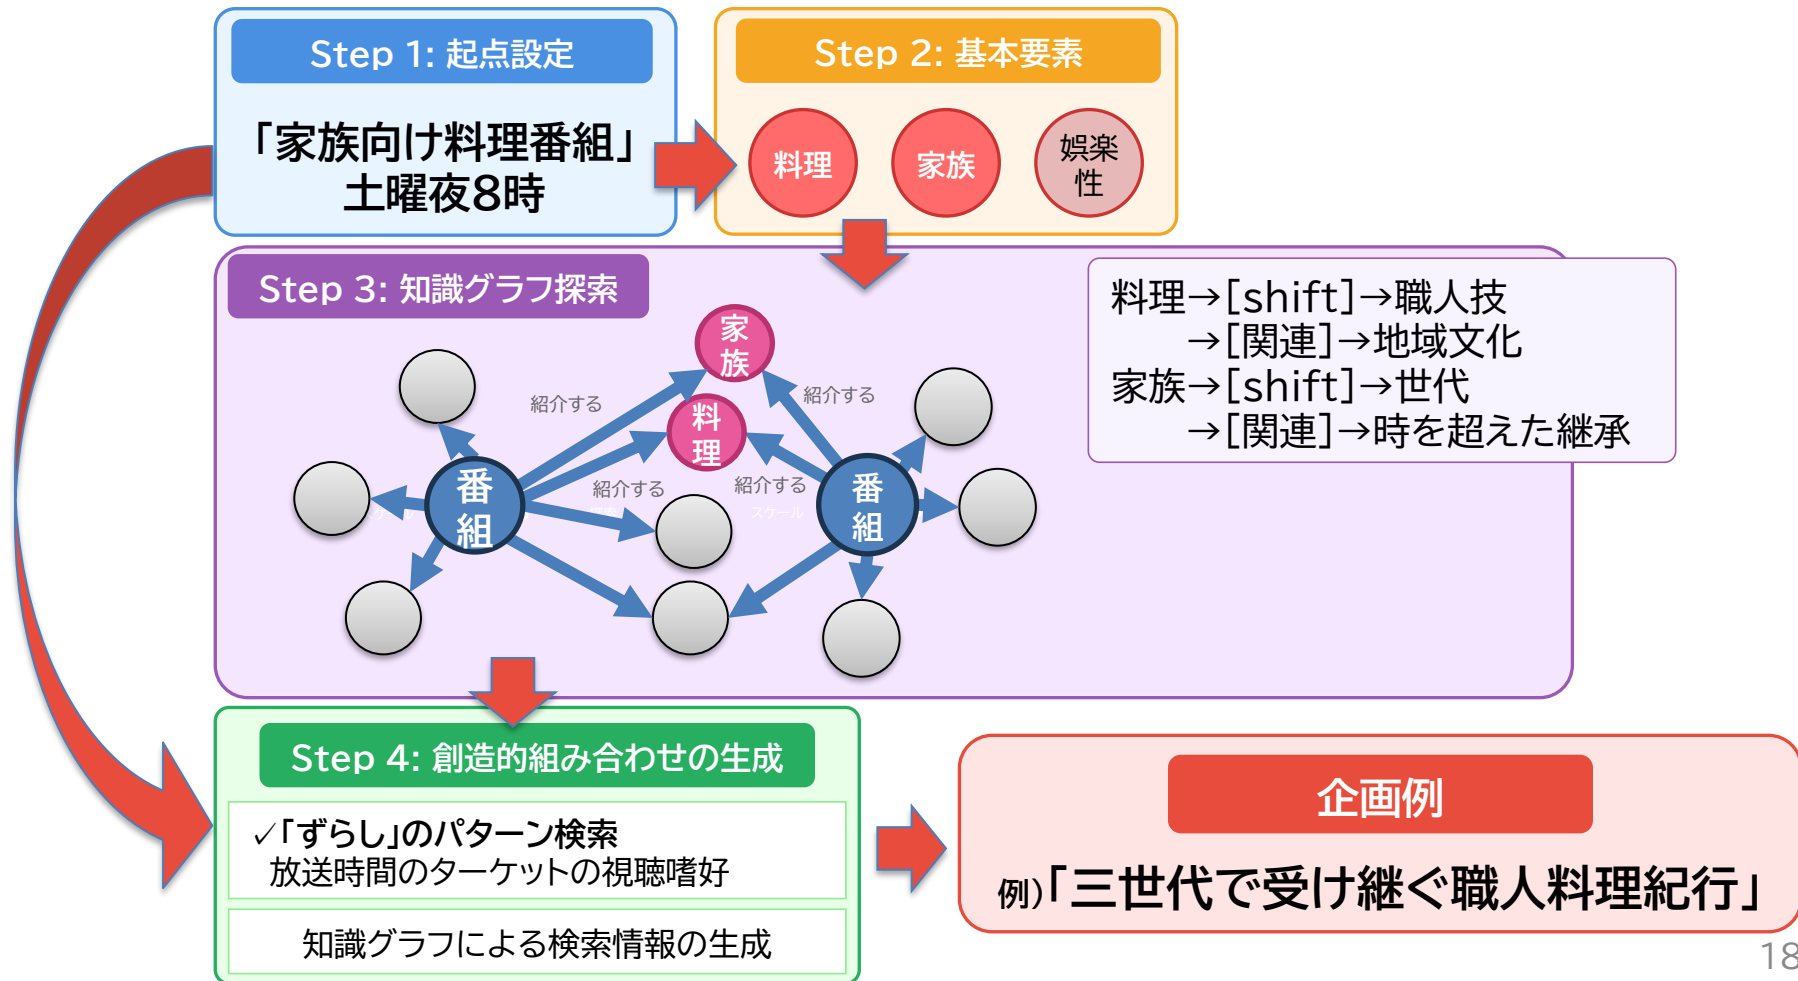 Step 1: 起点設定
「家族向け料理番組」
土曜夜8時
Step 2: 基本要素
料理
家族
娯楽
性
Step 3: 知識グラフ探索
料理→[shift]→職人技
→[関連]→地域文化
家族→[shift]→世代
→[関連]→時を超えた継承
家
族
紹介する
紹介する
料
理
番
組
紹介する
紹介する
番
組
スケール
Step 4: 創造的組み合わせの生成
✓「ずらし」のパターン検索
放送時間のターケットの視聴嗜好
知識グラフによる検索情報の生成
企画例
例)「三世代で受け継ぐ職人料理紀行」
18